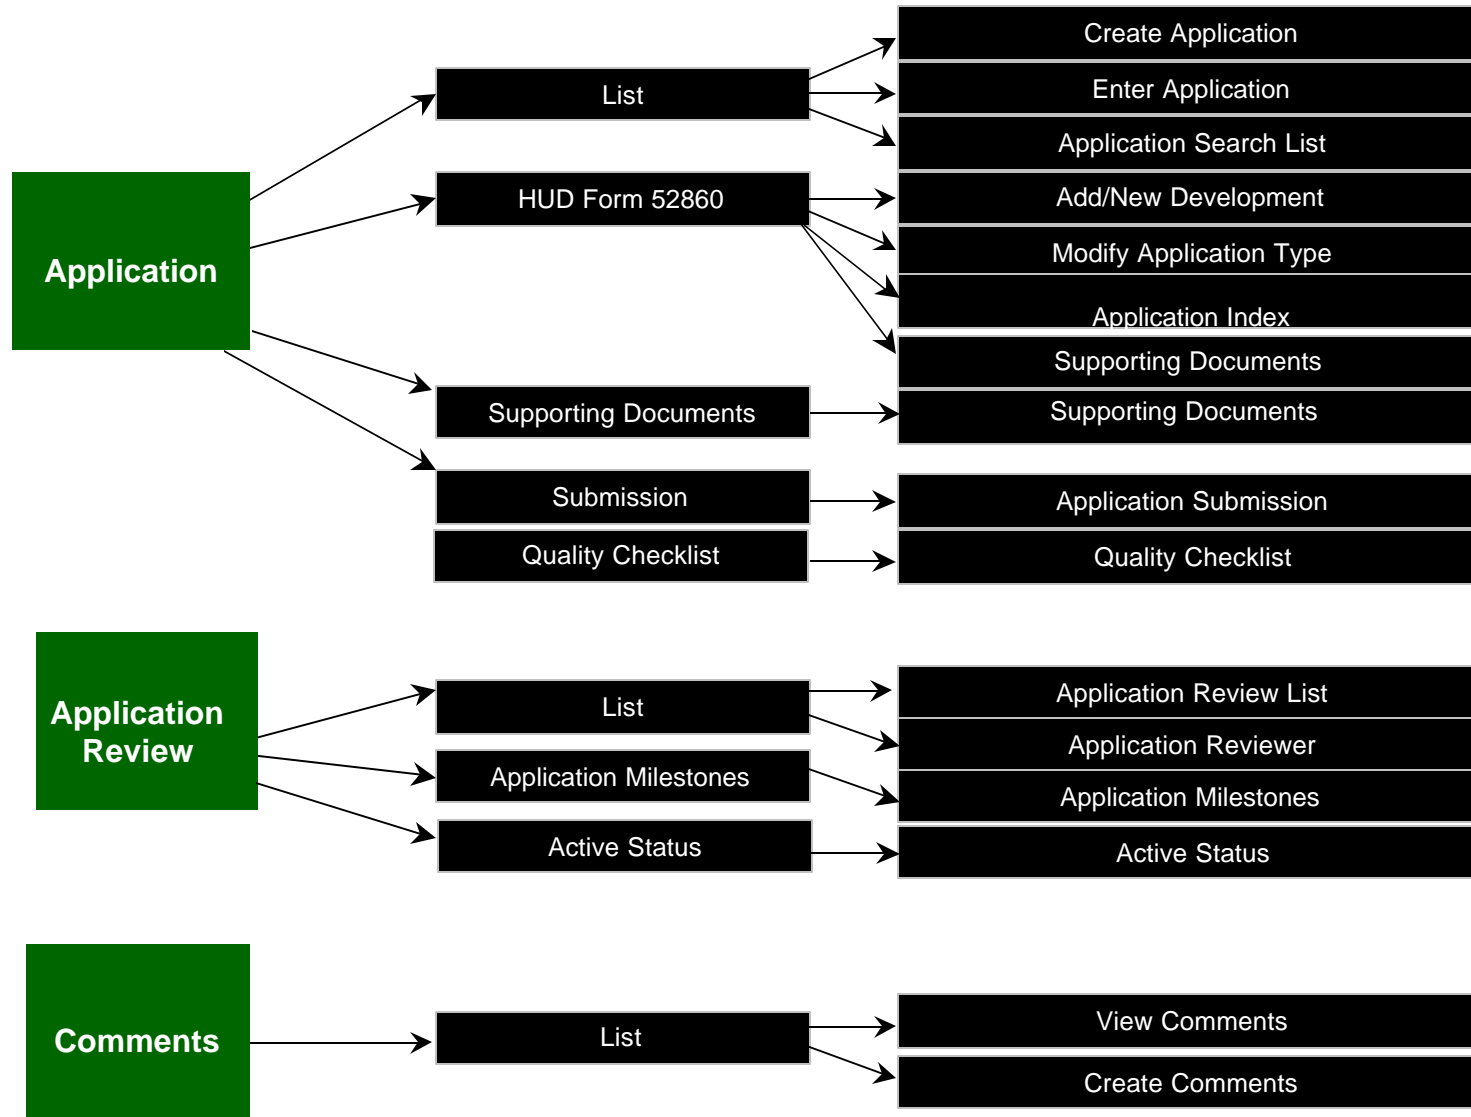 Application
List
Create Application
Enter Application
Application Search List
HUD Form 52860
Add/New Development
Modify Application Type
Application Index
Supporting Documents
Supporting Documents
Supporting Documents
Submission
Application Submission
Quality Checklist
Quality Checklist
Application
Review
List
Application Review List
Application Reviewer
Application Milestones
Application Milestones
Active Status
Active Status
Comments
List
View Comments
Create Comments